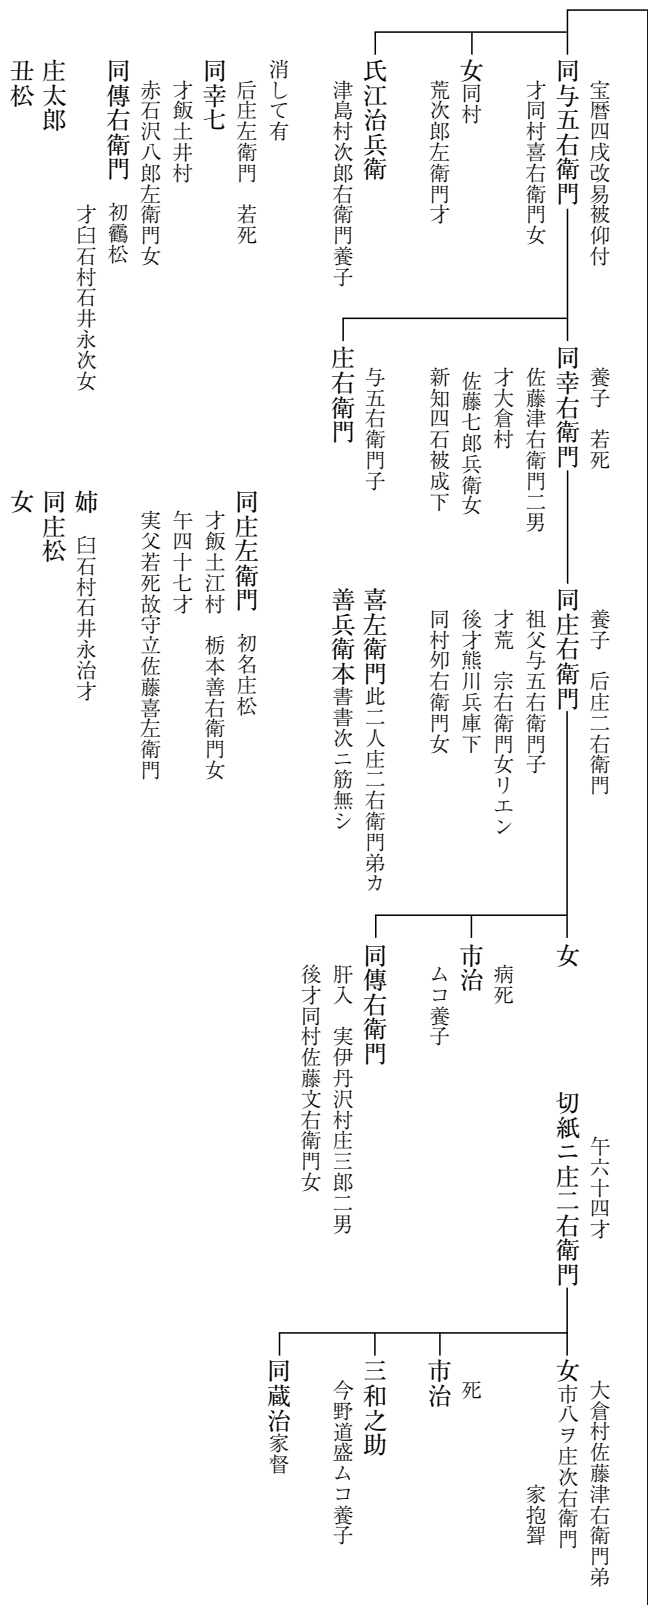 宝暦四戌改易被仰付
同与五右衛門
才同村喜右衛門女
女同村
荒次郎左衛門才
氏江治兵衛
津島村次郎右衛門養子
養子　若死
同幸右衛門
佐藤津右衛門二男
才大倉村
佐藤七郎兵衛女
新知四石被成下
与五右衛門子
庄右衛門
養子　后庄二右衛門
同庄右衛門
祖父与五右衛門子
才荒　宗右衛門女リエン
後才熊川兵庫下
同村夘右衛門女
喜左衛門此二人庄二右衛門弟カ
善兵衛本書書次ニ筋無シ
女
病死
市治
ムコ養子
同傳右衛門
肝入　実伊丹沢村庄三郎二男
後才同村佐藤文右衛門女
午六十四才
切紙ニ庄二右衛門
大倉村佐藤津右衛門弟
女市八ヲ庄次右衛門
家抱聟
死
市治
三和之助
今野道盛ムコ養子
同蔵治家督
消して有
后庄左衛門　若死
同幸七
才飯土井村
赤石沢八郎左衛門女
同傳右衛門　初靍松
才臼石村石井永次女
庄太郎
丑松
同庄左衛門　初名庄松
才飯土江村　栃本善右衛門女
午四十七才
実父若死故守立佐藤喜左衛門
姉　臼石村石井永治才
同庄松
女